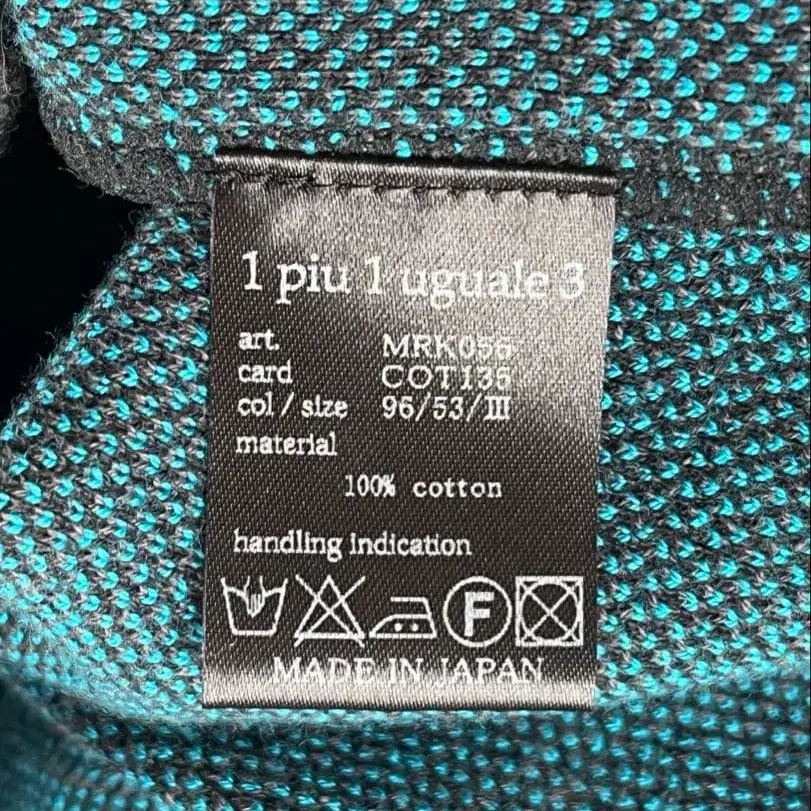 1 piu 1 uguale 3
art. MRK056
card COT135
col / size 96/53/III
material
100% cotton
handling indication
F
MADE IN JAPAN